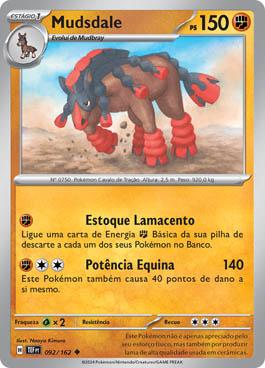 ESTÁGIO 1
Mudsdale
PS 150
Evolui de Mudbray
Nº 0750 Pokémon Cavalo de Tração Altura: 2,5 m Peso: 920,0 kg
Estoque Lamacento
Ligue uma carta de Energia Básica da sua pilha de
descarte a cada um dos seus Pokémon no Banco.
Potência Equina 140
Este Pokémon também causa 40 pontos de dano a
si mesmo.
Fraqueza x2 Resistência Recuo
Ilust. Naoyo Kimura
H TEF PT 092/162
Este Pokémon não é apenas apreciado pelo
seu esforço físico, mas também por produzir
lama de alta qualidade usada em cerâmicas.
©2024 Pokémon/Nintendo/Creatures/GAME FREAK